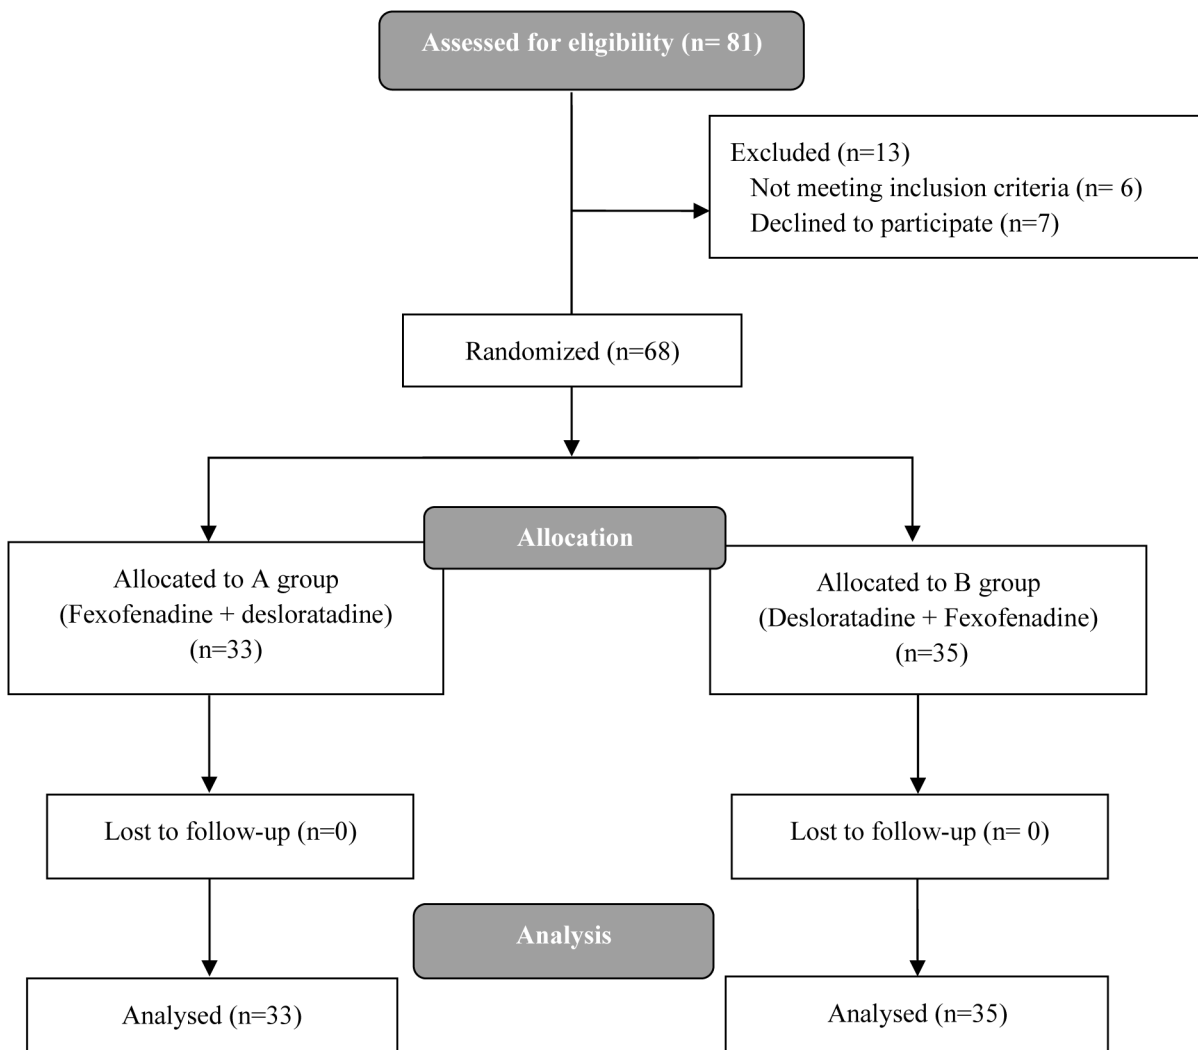 Assessed for eligibility (n= 81)
Excluded (n=13)
Not meeting inclusion criteria (n= 6)
Declined to participate (n=7)
Randomized (n=68)
Allocation
Allocated to A group
(Fexofenadine + desloratadine)
(n=33)
Allocated to B group
(Desloratadine + Fexofenadine)
(n=35)
Lost to follow-up (n=0)
Lost to follow-up (n= 0)
Analysis
Analysed (n=33)
Analysed (n=35)